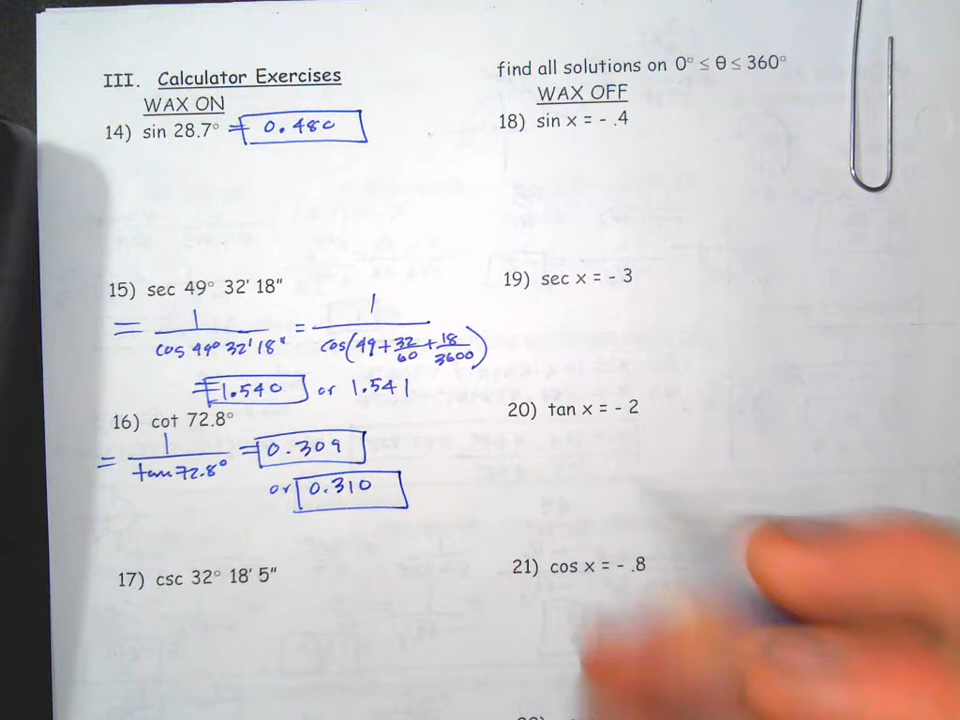 III. Calculator Exercises
WAX ON
14) sin 28.7° = 0.480
15) sec 49° 32' 18"
= 1/cos 49° 32' 18" = 1/cos(49 + 32/60 + 18/3600)
= 1.540 or 1.541
16) cot 72.8°
= 1/tan 72.8° = 0.309
or 0.310
17) csc 32° 18' 5"
find all solutions on 0° ≤ θ ≤ 360°
WAX OFF
18) sin x = - .4
19) sec x = - 3
20) tan x = - 2
21) cos x = - .8